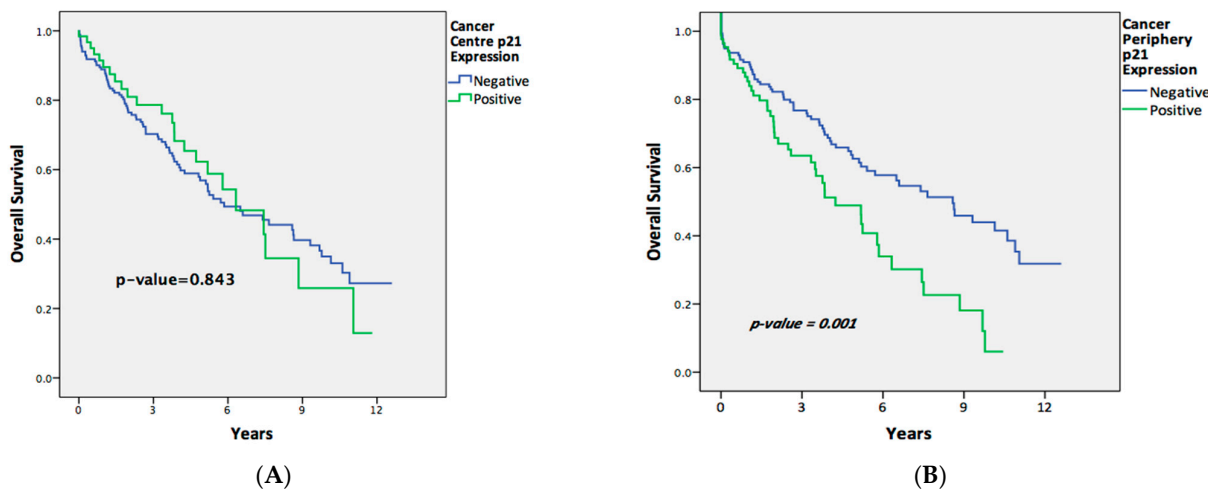 Cancer
Centre p21
Expression
Negative
Positive
1.0
0.8
0.6
0.4
0.2
0.0
Overall Survival
p-value=0.843
0 3 6 9 12
Years
(A)
Cancer
Periphery
p21
Expression
Negative
Positive
1.0
0.8
0.6
0.4
0.2
0.0
Overall Survival
p-value = 0.001
0 3 6 9 12
Years
(B)